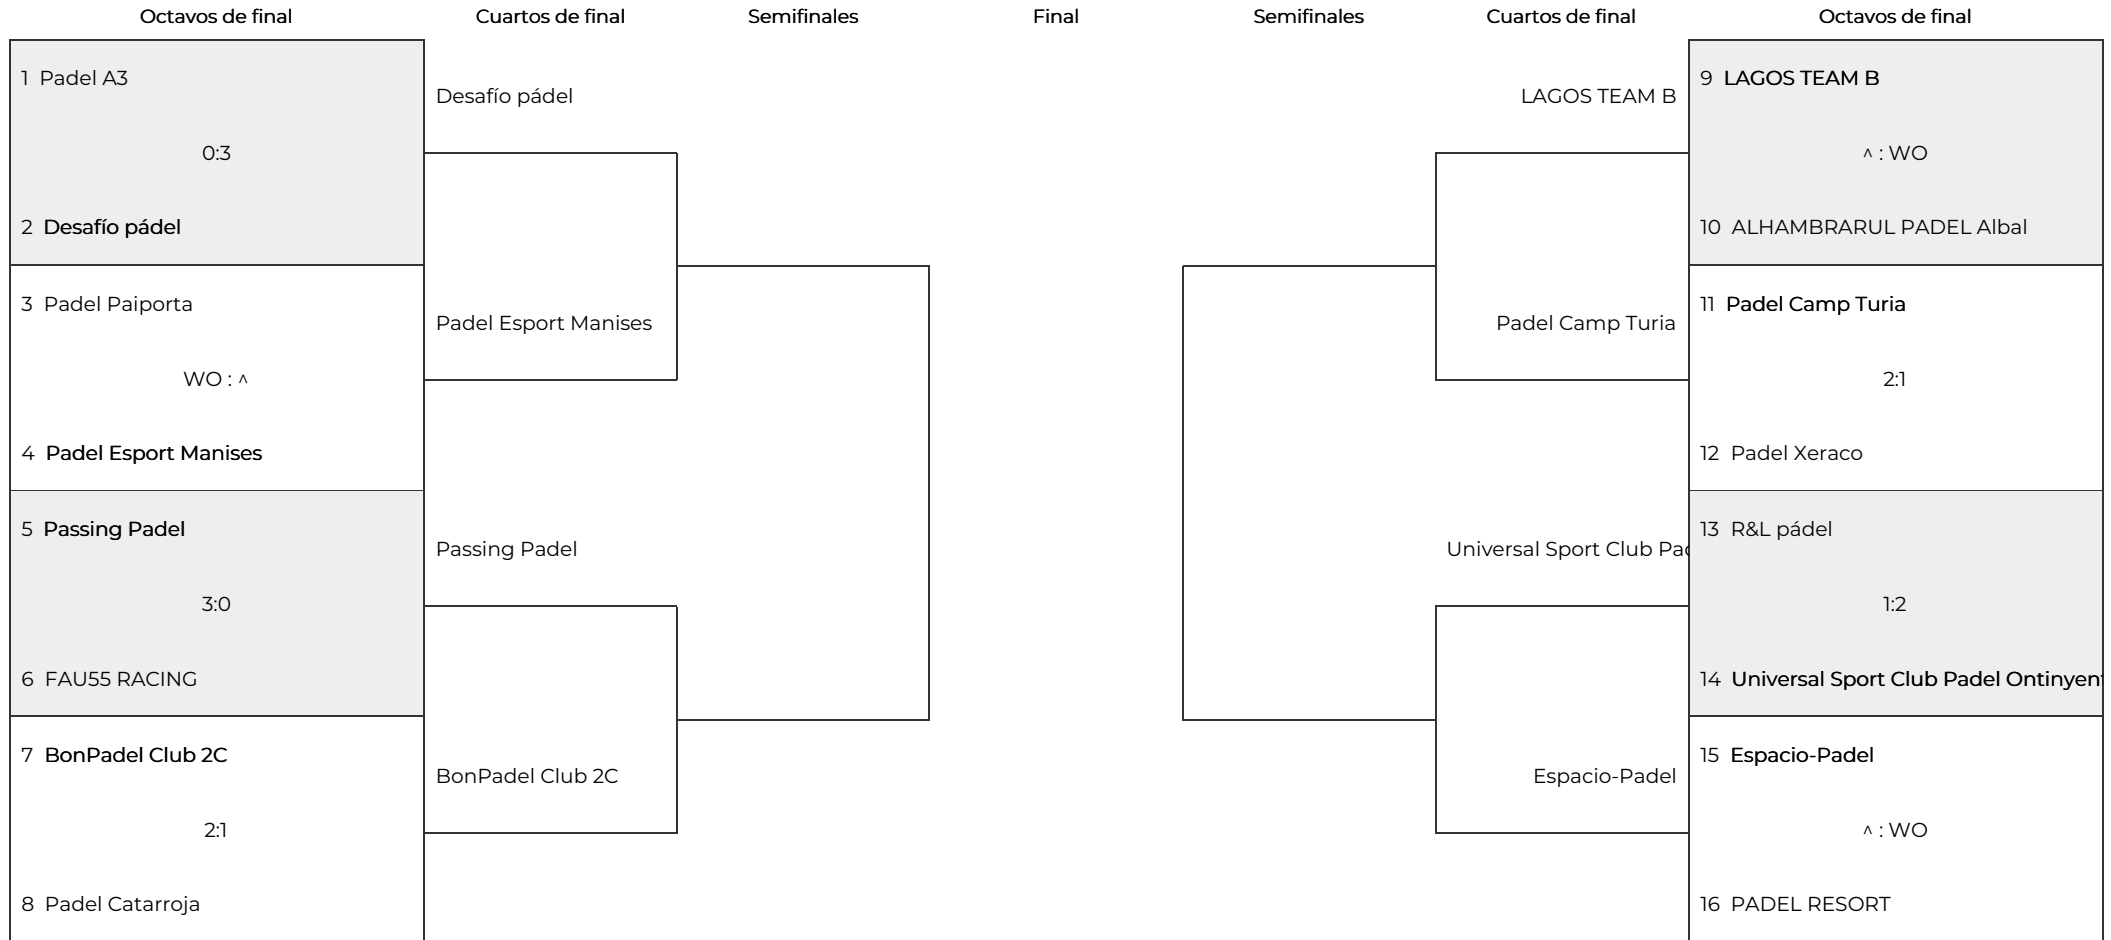 Octavos de final
Cuartos de final
Semifinales
Final
Semifinales
Cuartos de final
Octavos de final
1 Padel A3
0:3
2 Desafío pádel
3 Padel Paiporta
WO : ^
4 Padel Esport Manises
5 Passing Padel
3:0
6 FAU55 RACING
7 BonPadel Club 2C
2:1
8 Padel Catarroja
Desafío pádel
Padel Esport Manises
Passing Padel
BonPadel Club 2C
LAGOS TEAM B
Padel Camp Turia
Universal Sport Club
Espacio-Padel
9 LAGOS TEAM B
^ : WO
10 ALHAMBRARUL PADEL Albal
11 Padel Camp Turia
2:1
12 Padel Xeraco
13 R&L pádel
1:2
14 Universal Sport Club Padel Ontinyent
15 Espacio-Padel
^ : WO
16 PADEL RESORT